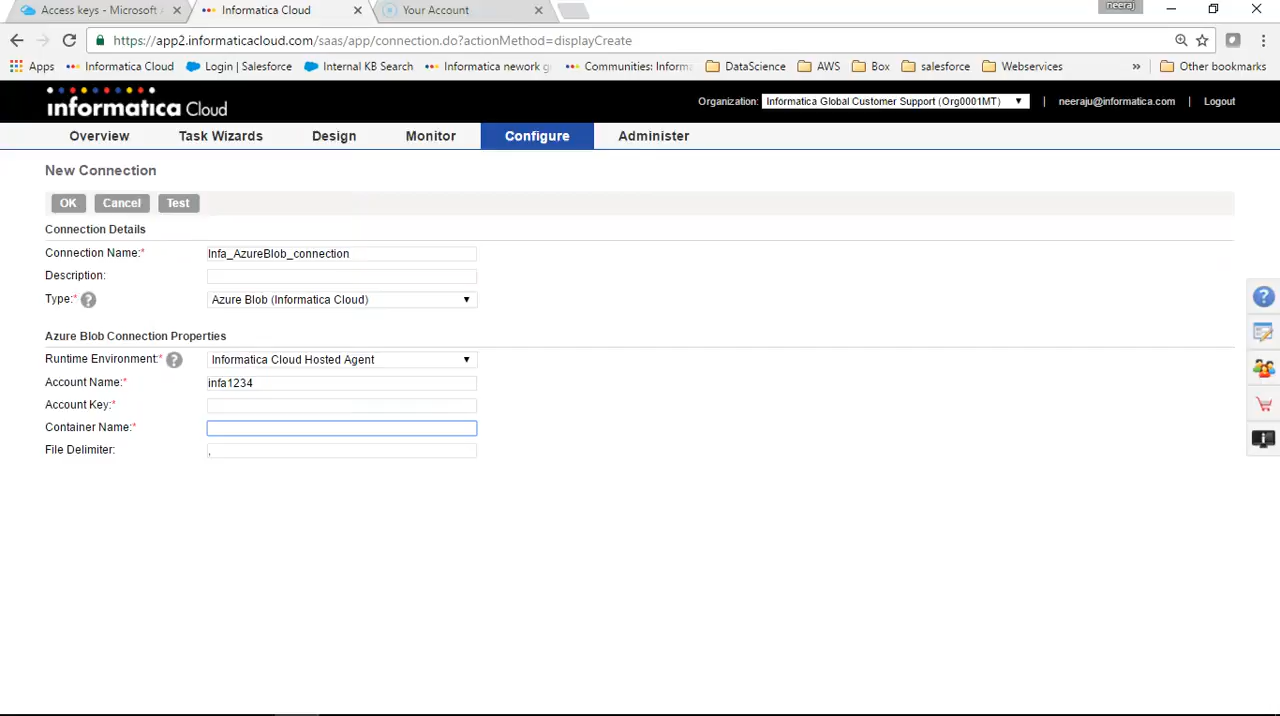 Access keys - Microsoft
Informatica Cloud
Your Account
neeraj
https://app2.informaticacloud.com/saas/app/connection.do?actionMethod=displayCreate
Apps
Informatica Cloud
Login | Salesforce
Internal KB Search
Informatica network g
Communities: Inform
DataScience
AWS
Box
salesforce
Webservices
»
Other bookmarks
informatica Cloud
Organization: Informatica Global Customer Support (Org0001MT) | neeraju@informatica.com | Logout
Overview
Task Wizards
Design
Monitor
Configure
Administer
New Connection
OK
Cancel
Test
Connection Details
Connection Name:* Infa_AzureBlob_connection
Description:
Type:* ? Azure Blob (Informatica Cloud)
Azure Blob Connection Properties
Runtime Environment:* ? Informatica Cloud Hosted Agent
Account Name:* infa1234
Account Key:*
Container Name:*
File Delimiter: ,